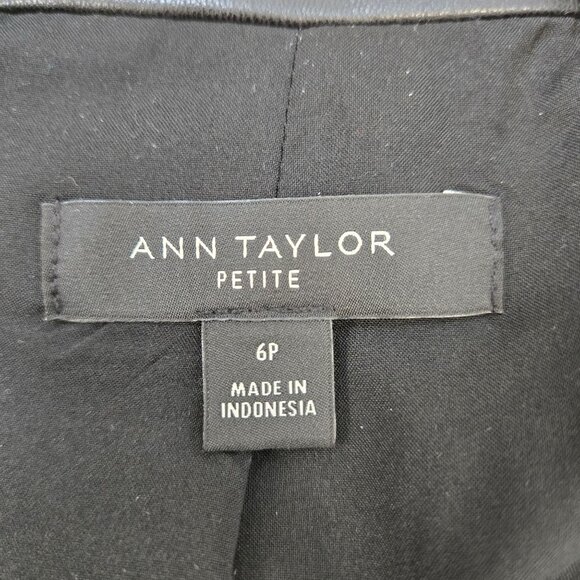 ANN TAYLOR
PETITE
6P
MADE IN
INDONESIA